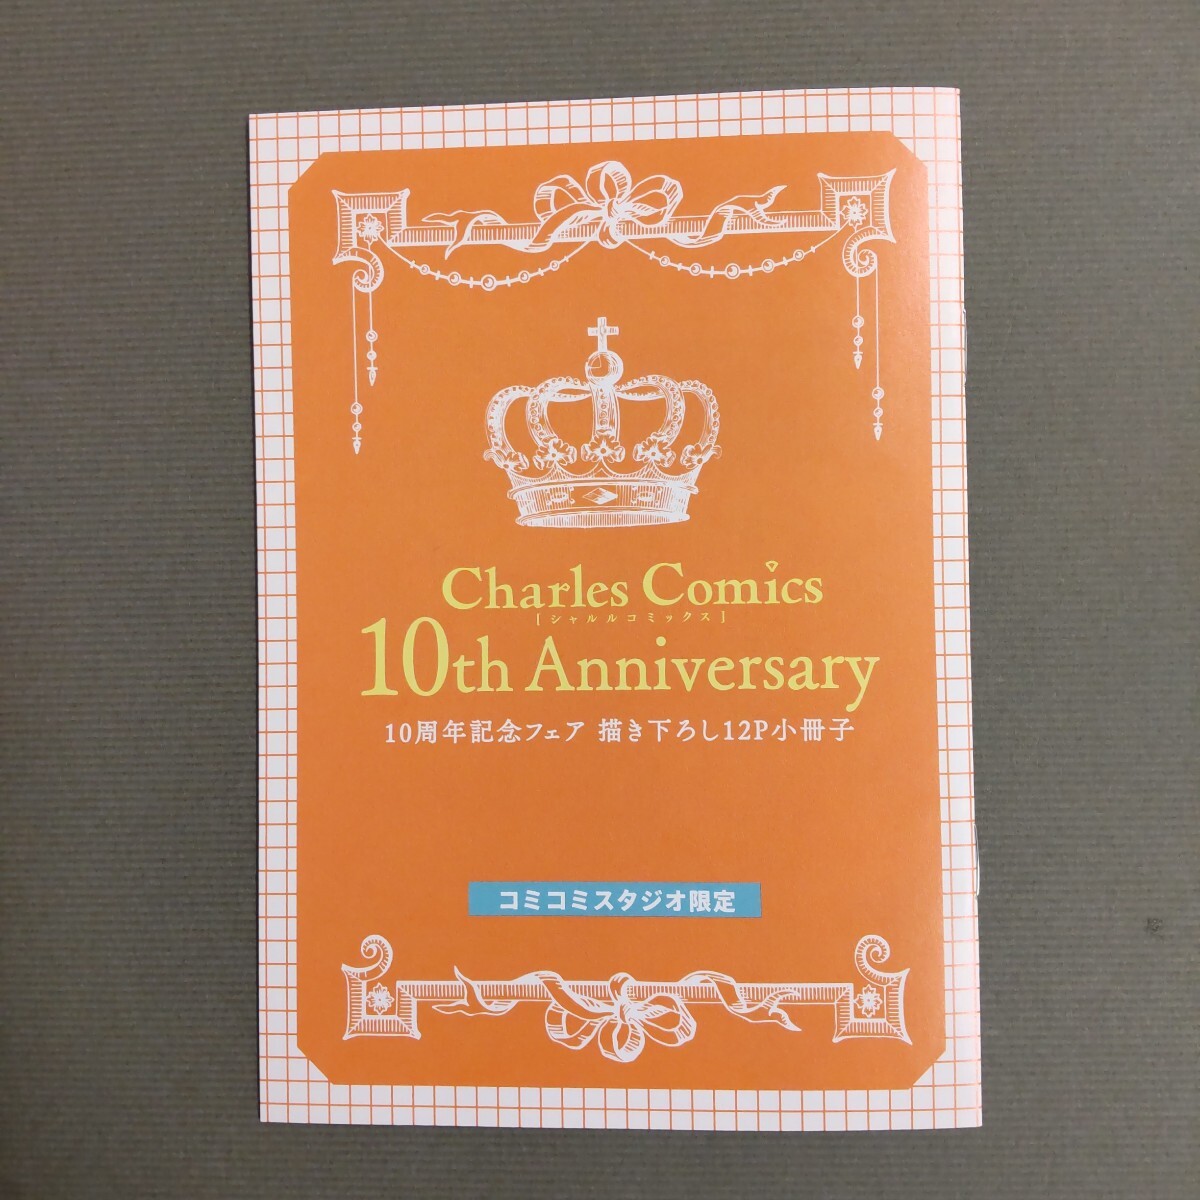 Charles Comics
[シャルルコミックス]
10th Anniversary
10周年記念フェア 描き下ろし12P小冊子
コミコミスタジオ限定